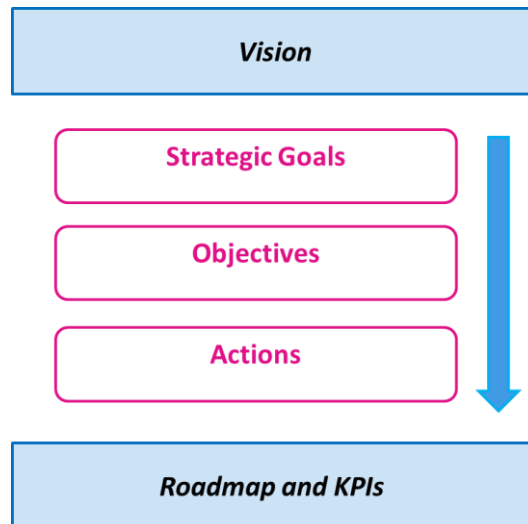 Vision
Strategic Goals
Objectives
Actions
Roadmap and KPIs